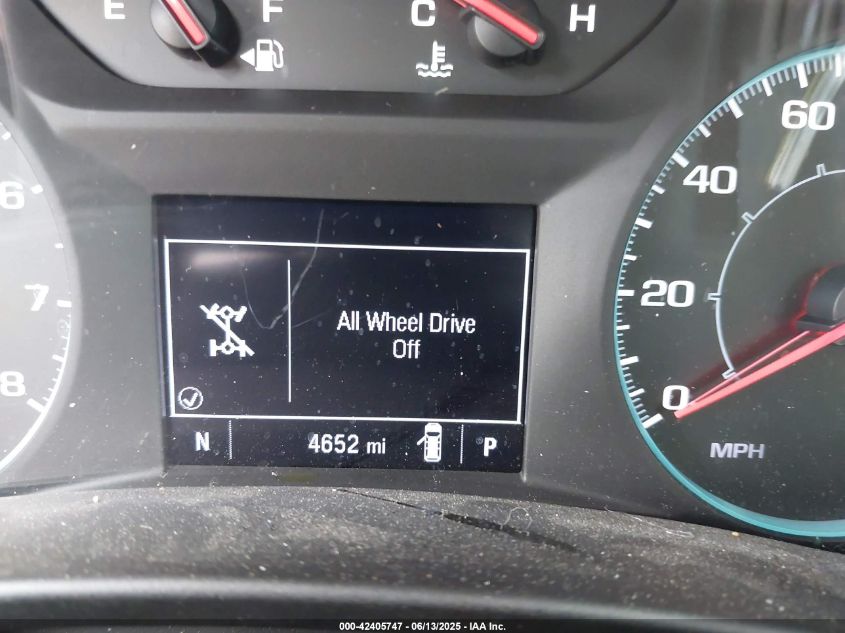 E F C H
6
7
8
All Wheel Drive
Off
N 4652 mi P
60
40
20
0
MPH
000-42405747 - 06/13/2025 - IAA Inc.